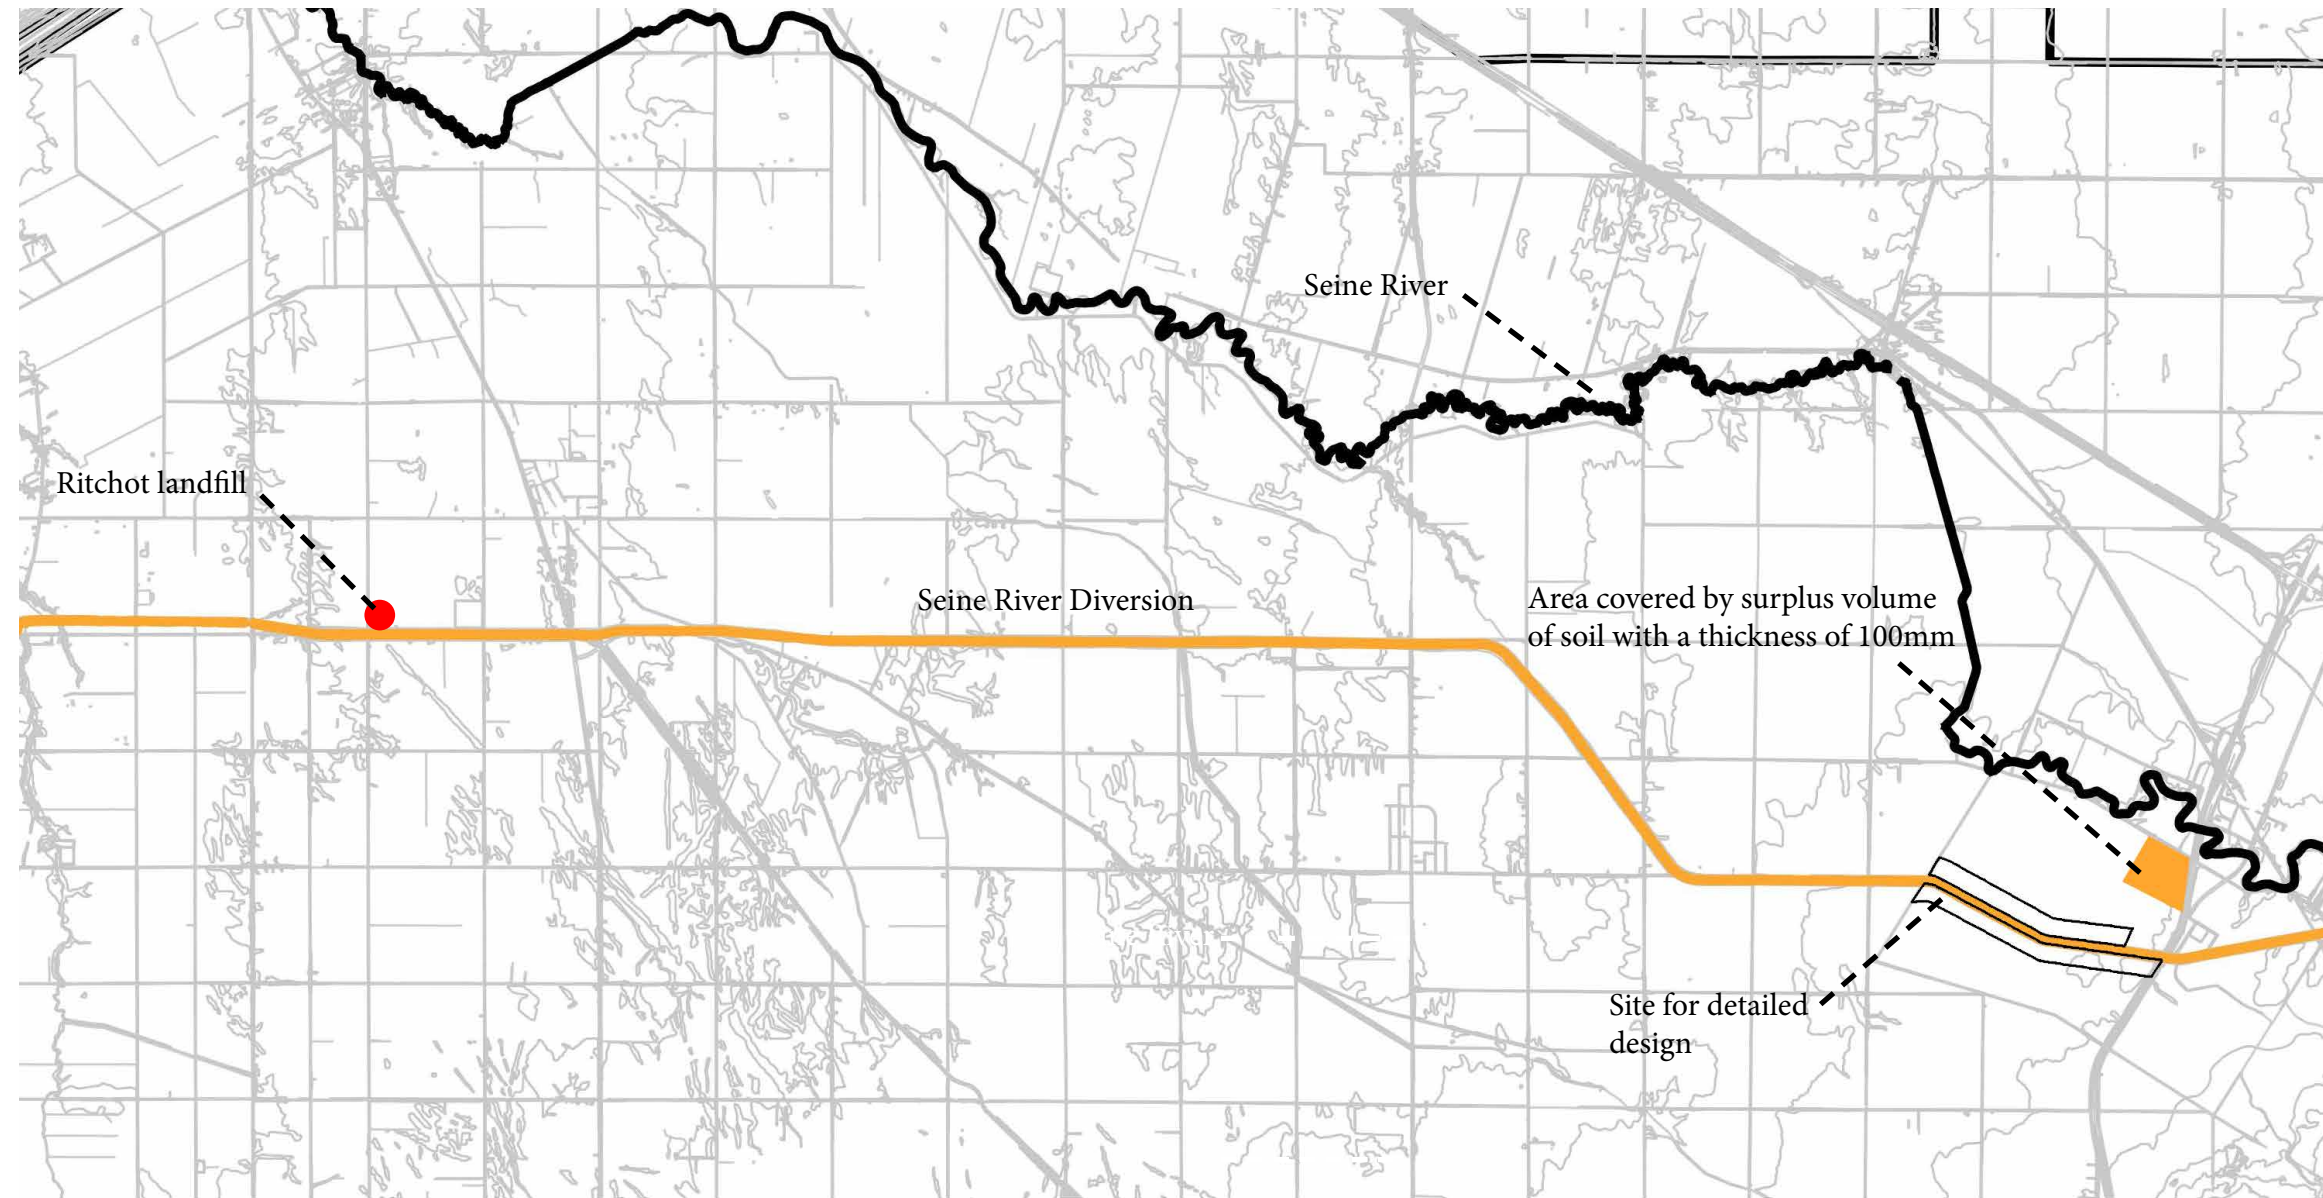 Seine River
Ritchot landfill
Seine River Diversion
Area covered by surplus volume
of soil with a thickness of 100mm
Site for detailed
design